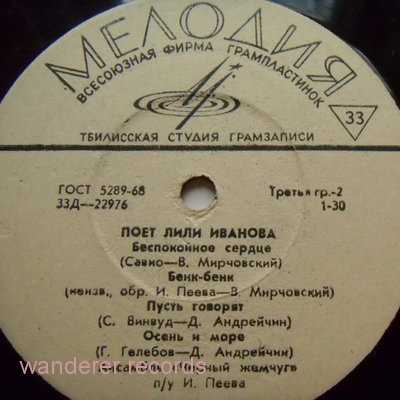 МЕЛОДИЯ
ВСЕСОЮЗНАЯ ФИРМА ГРАМПЛАСТИНОК
33
ТБИЛИССКАЯ СТУДИЯ ГРАМЗАПИСИ
ГОСТ 5289-68
Третья гр.-2
33Д—22976
1-30
ПОЕТ ЛИЛИ ИВАНОВА
Беспокойное сердце
(Савио—В. Мирчовский)
Бенк-бенк
(неизв., обр. И. Пеева—В. Мирчовский)
Пусть говорят
(С. Винвуд—Д. Андрейчин)
Осень и море
(Г. Гелебов—Д. Андрейчин)
жемчуг"
п/у И. Пеева
wanderer records